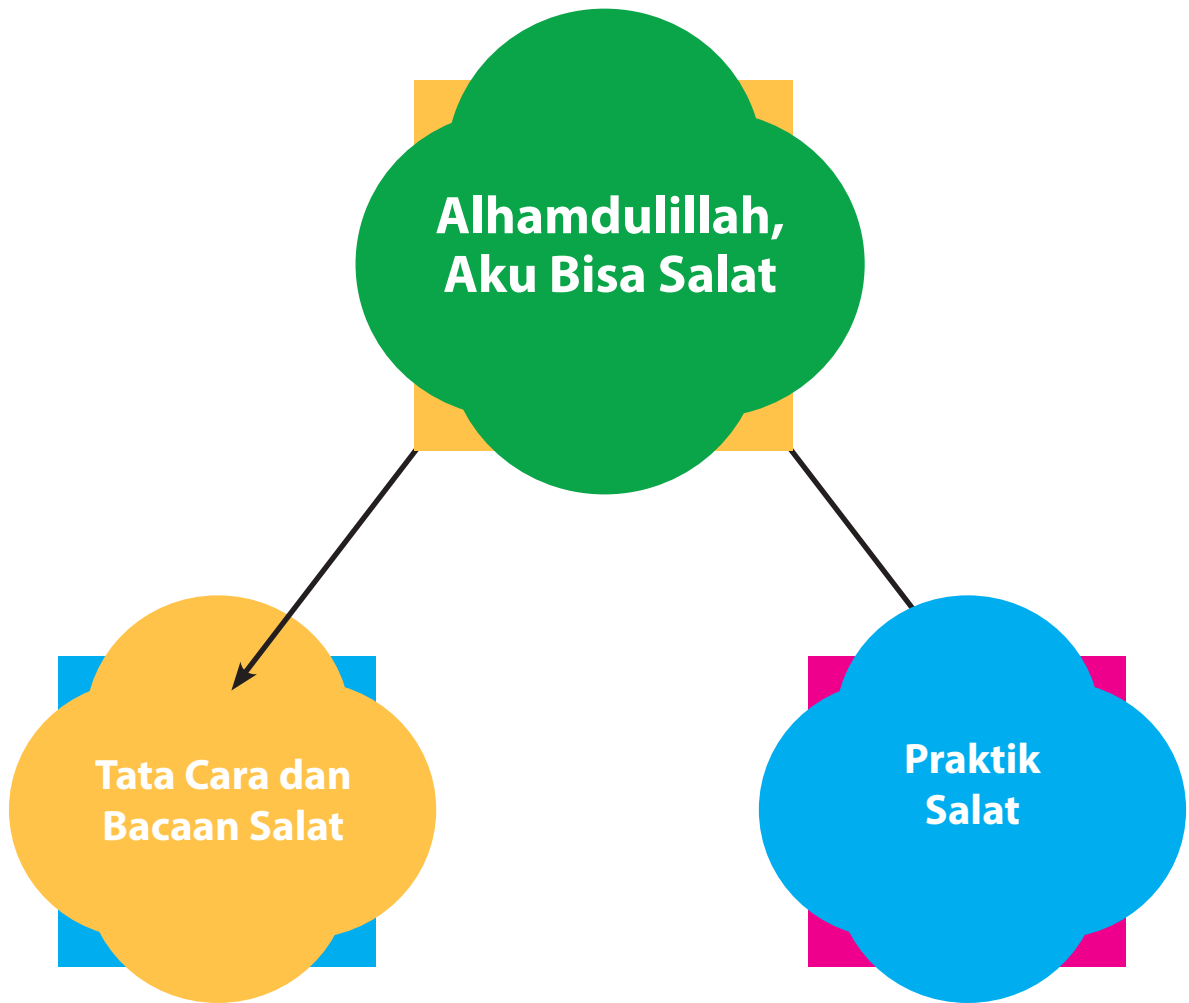 Alhamdulillah,
Aku Bisa Salat
Tata Cara dan
Bacaan Salat
Praktik
Salat